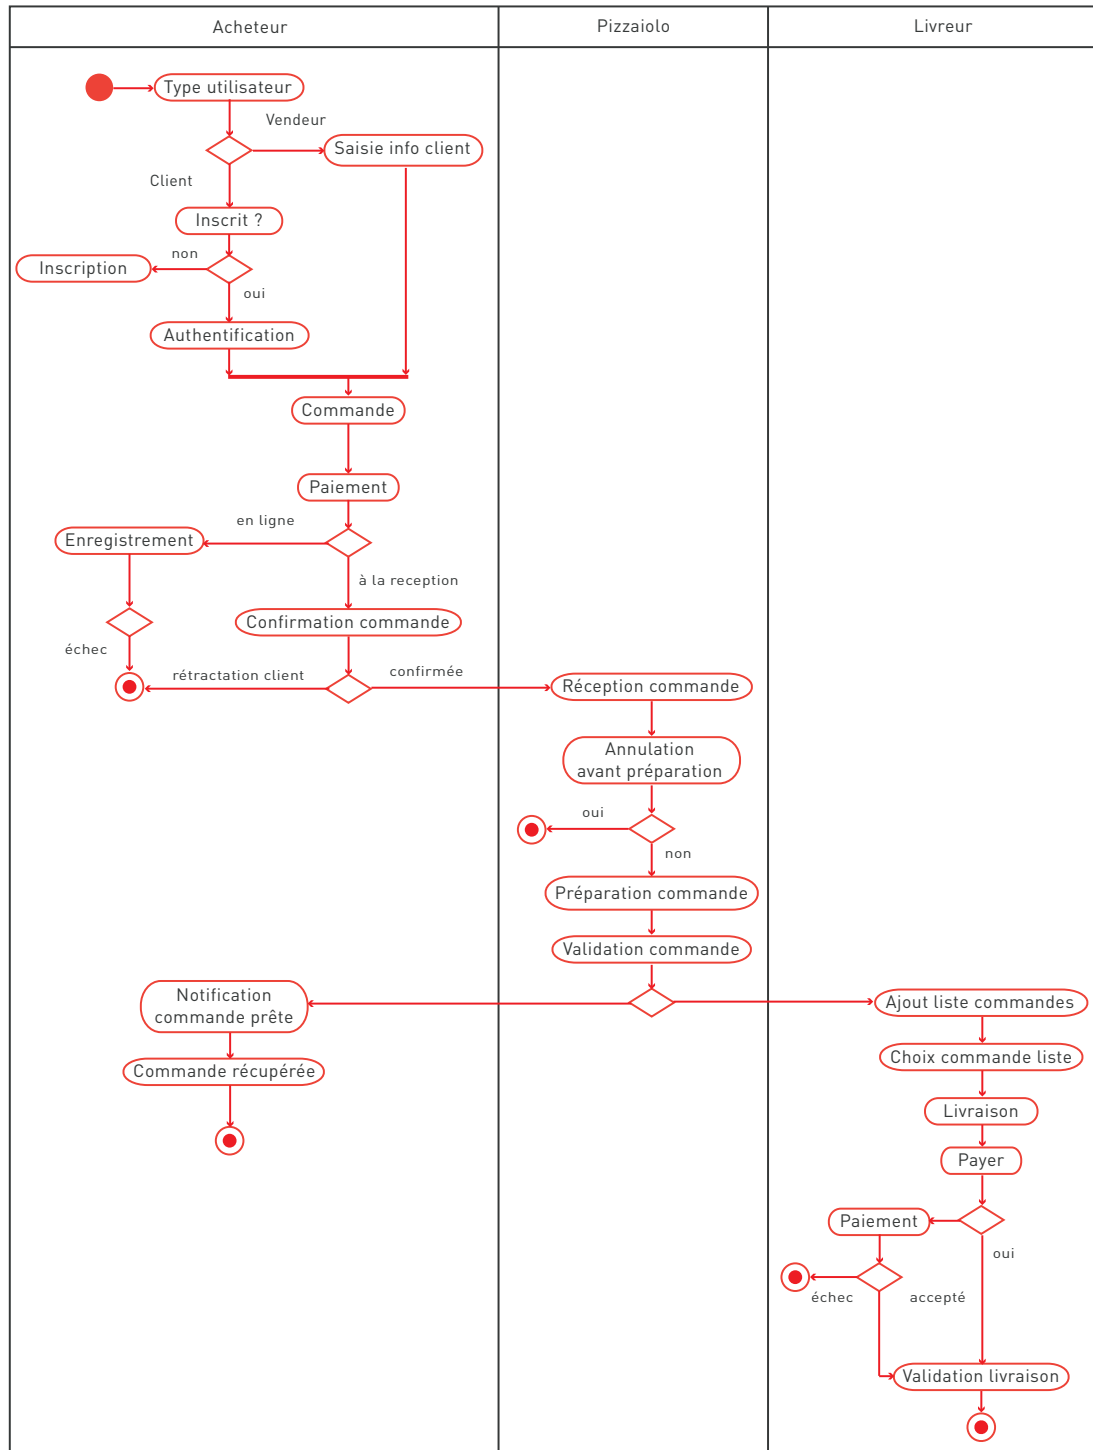 Acheteur
Pizzaiolo
Livreur
Type utilisateur
Vendeur
Saisie info client
Client
Inscrit ?
non
Inscription
oui
Authentification
Commande
Paiement
en ligne
Enregistrement
à la reception
Confirmation commande
échec
rétractation client
confirmée
Réception commande
Annulation
avant préparation
oui
non
Préparation commande
Validation commande
Notification
commande prête
Ajout liste commandes
Choix commande liste
Commande récupérée
Livraison
Payer
Paiement
oui
échec
accepté
Validation livraison